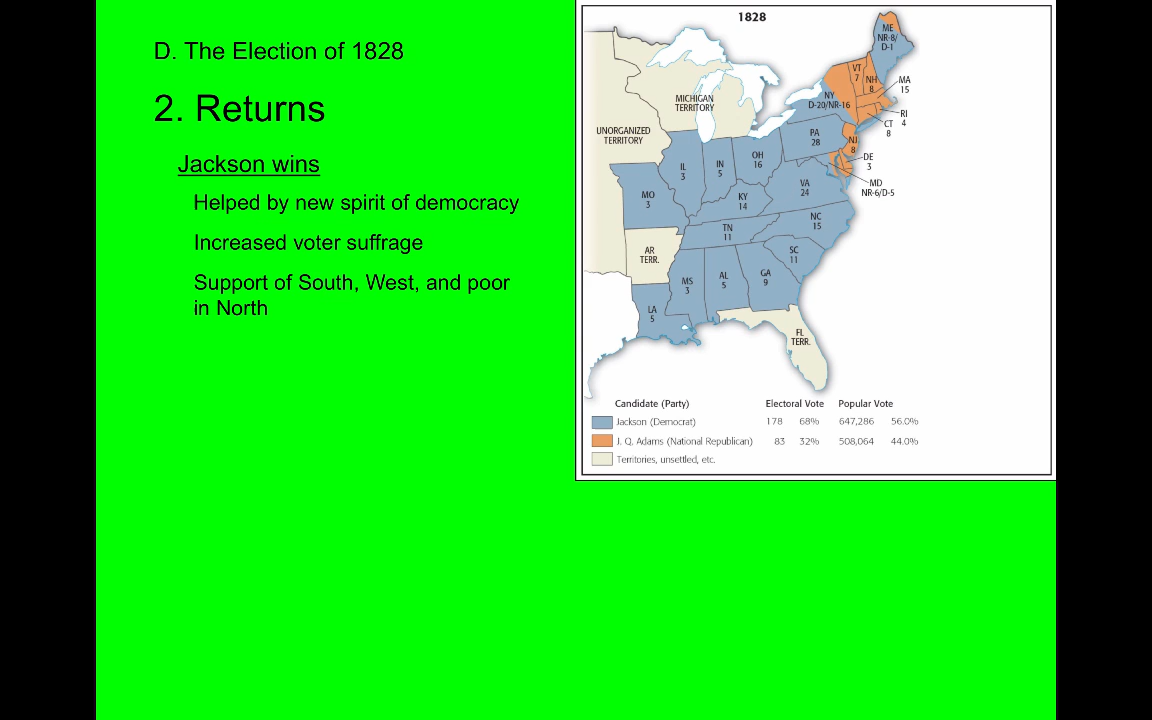 D. The Election of 1828
2. Returns
Jackson wins
Helped by new spirit of democracy
Increased voter suffrage
Support of South, West, and poor
in North
1828
ME
NR-8/
D-1
VT
7
NH
8
MA
15
NY
D-20/NR-16
RI
4
CT
8
MICHIGAN
TERRITORY
UNORGANIZED
TERRITORY
PA
28
NJ
8
DE
3
MD
NR-6/D-5
OH
16
IN
5
IL
3
VA
24
MO
3
KY
14
NC
15
TN
11
AR
TERR.
SC
11
MS
3
AL
5
GA
9
LA
5
FL
TERR.
Candidate (Party) Electoral Vote Popular Vote
Jackson (Democrat) 178 68% 647,286 56.0%
J. Q. Adams (National Republican) 83 32% 508,064 44.0%
Territories, unsettled, etc.